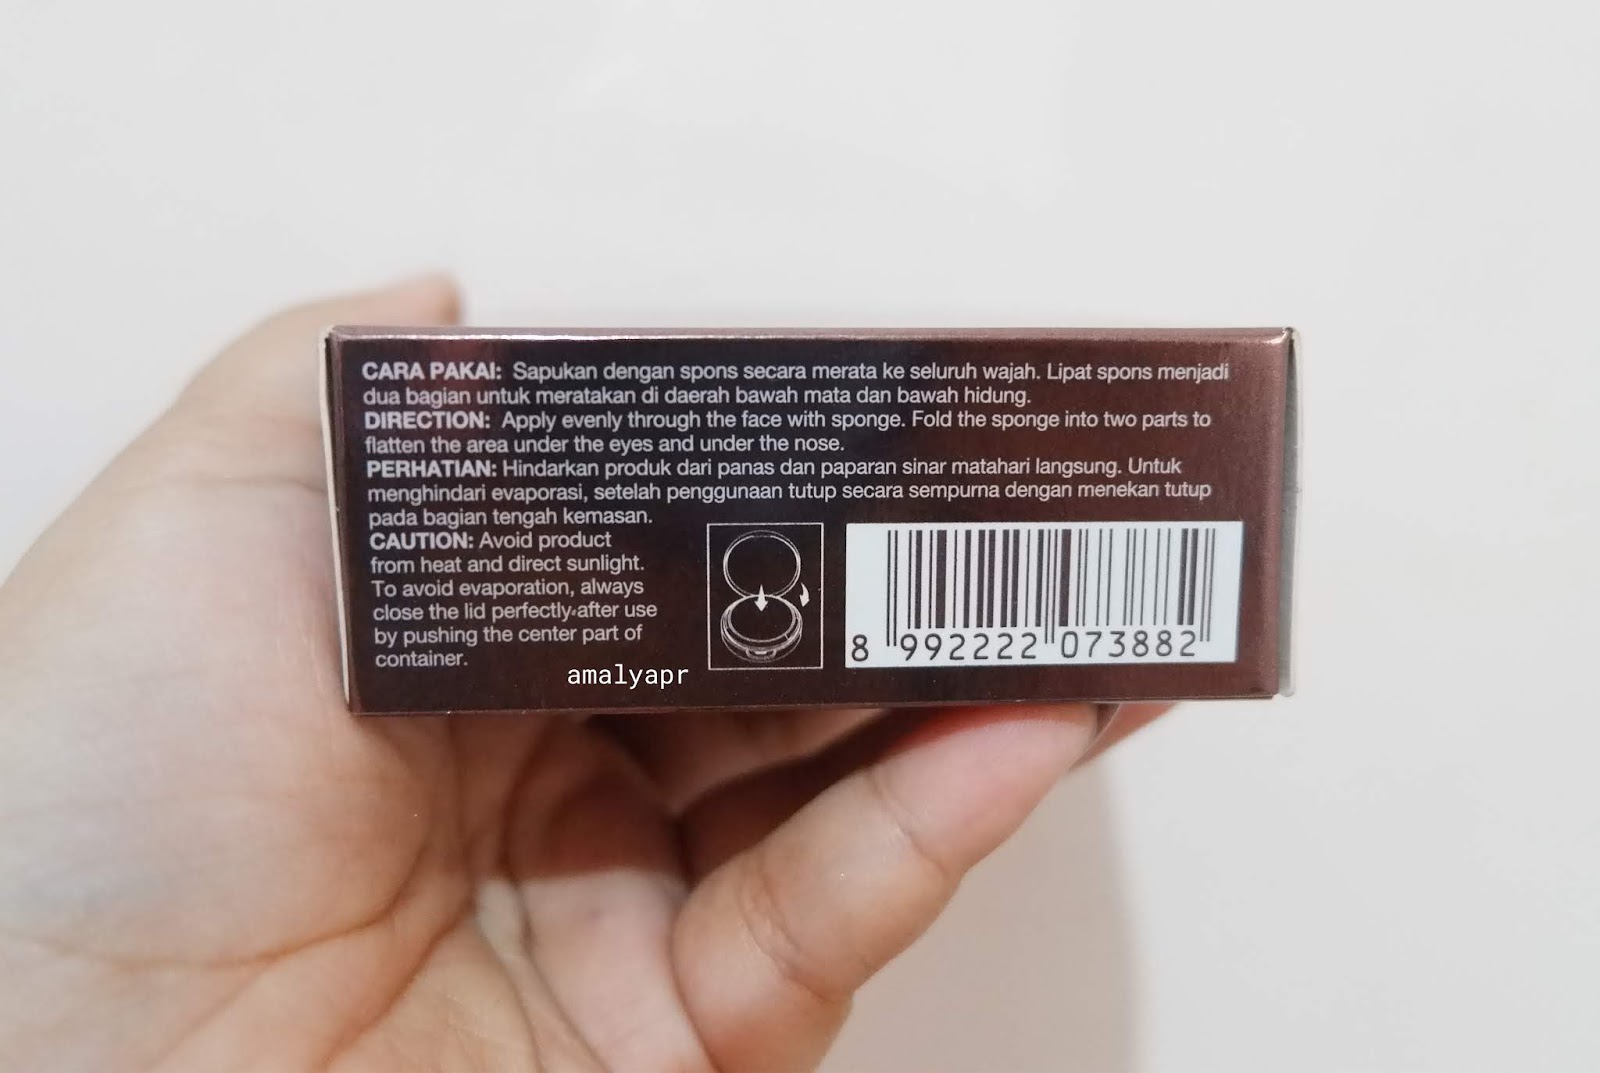 CARA PAKAI: Sapukan dengan spons secara merata ke seluruh wajah. Lipat spons menjadi
dua bagian untuk meratakan di daerah bawah mata dan bawah hidung.
DIRECTION: Apply evenly through the face with sponge. Fold the sponge into two parts to
flatten the area under the eyes and under the nose.
PERHATIAN: Hindarkan produk dari panas dan paparan sinar matahari langsung. Untuk
menghindari evaporasi, setelah penggunaan tutup secara sempurna dengan menekan tutup
pada bagian tengah kemasan.
CAUTION: Avoid product
from heat and direct sunlight.
To avoid evaporation, always
close the lid perfectly after use
by pushing the center part of
container.
8 992222 073882
amalyapr